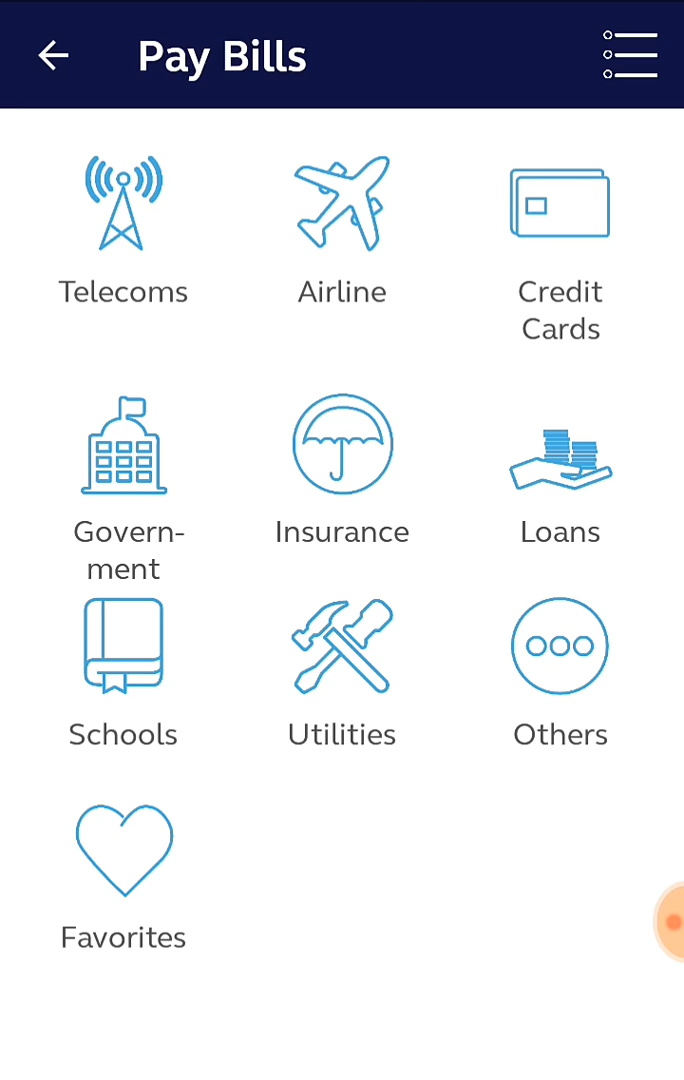 Pay Bills
Telecoms
Airline
Credit
Cards
Govern-
ment
Insurance
Loans
Schools
Utilities
Others
Favorites